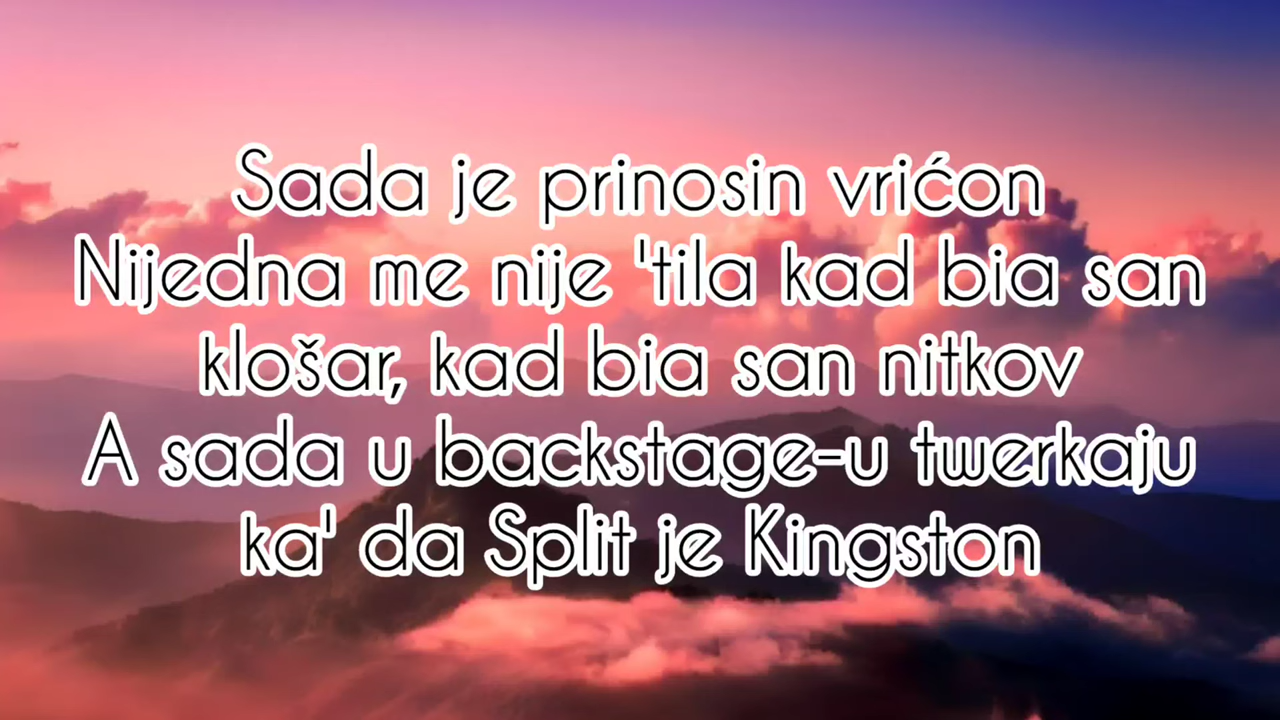 Sada je prinosin vrićon
Nijedna me nije 'tila kad bia san
klošar, kad bia san nitkov
A sada u backstage-u twerkaju
ka' da Split je Kingston